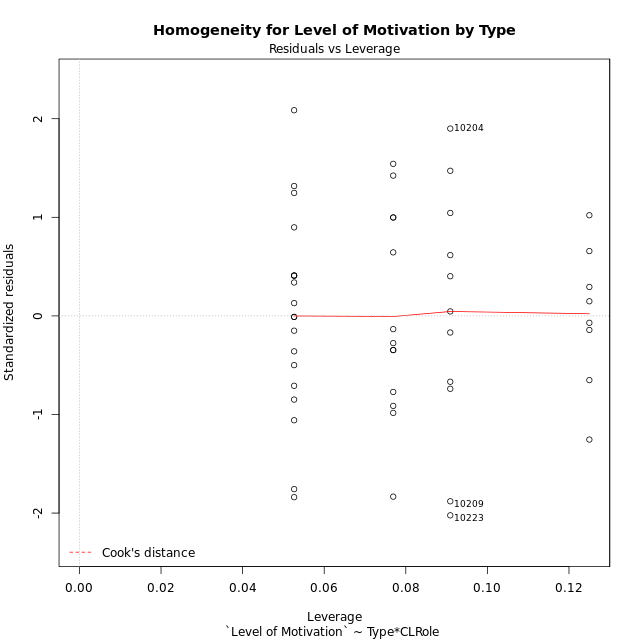 Homogeneity for Level of Motivation by Type
Residuals vs Leverage
Standardized residuals
2
1
0
-1
-2
10204
10209
10223
Cook's distance
0.00 0.02 0.04 0.06 0.08 0.10 0.12
Leverage
`Level of Motivation` ~ Type*CLRole